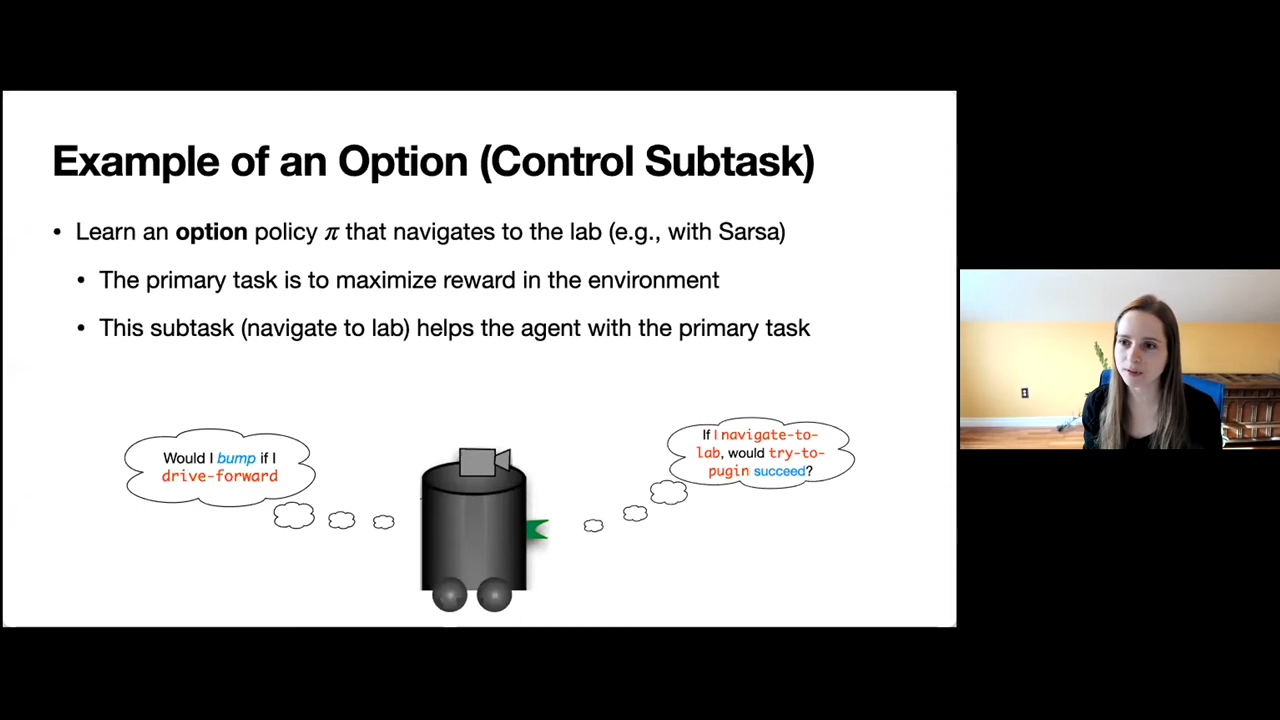 Example of an Option (Control Subtask)
• Learn an option policy π that navigates to the lab (e.g., with Sarsa)
• The primary task is to maximize reward in the environment
• This subtask (navigate to lab) helps the agent with the primary task
Would I bump if I
drive-forward
If I navigate-to-
lab, would try-to-
pugin succeed?